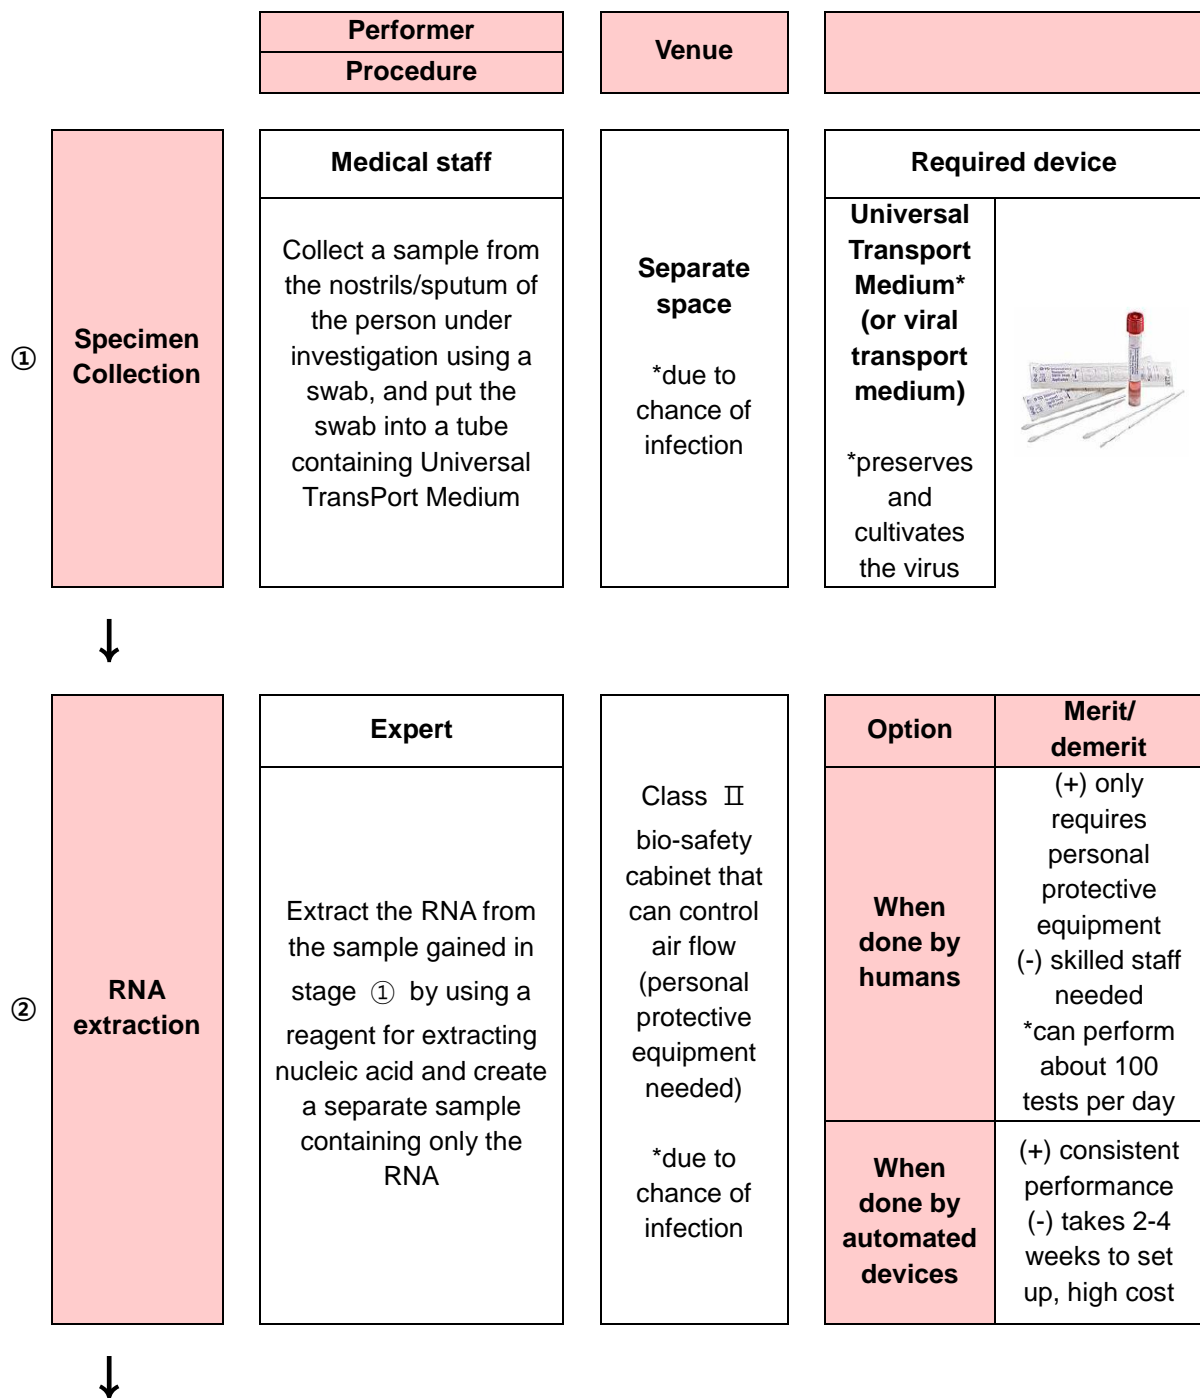 Performer
Procedure
Venue
①
Specimen
Collection
Medical staff
Collect a sample from
the nostrils/sputum of
the person under
investigation using a
swab, and put the
swab into a tube
containing Universal
TransPort Medium
Separate
space
*due to
chance of
infection
Required device
Universal
Transport
Medium*
(or viral
transport
medium)
*preserves
and
cultivates
the virus
↓
②
RNA
extraction
Expert
Extract the RNA from
the sample gained in
stage ① by using a
reagent for extracting
nucleic acid and create
a separate sample
containing only the
RNA
Class Ⅱ
bio-safety
cabinet that
can control
air flow
(personal
protective
equipment
needed)
*due to
chance of
infection
Option
Merit/
demerit
When
done by
humans
(+) only
requires
personal
protective
equipment
(-) skilled staff
needed
*can perform
about 100
tests per day
When
done by
automated
devices
(+) consistent
performance
(-) takes 2-4
weeks to set
up, high cost
↓